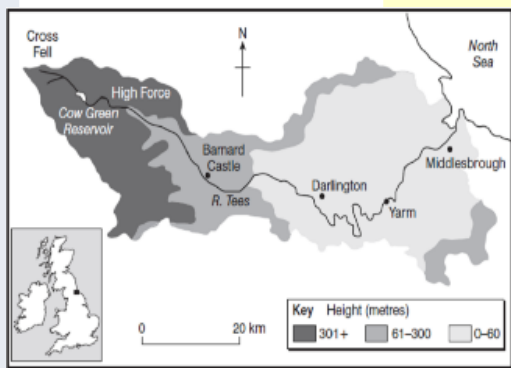 Cross
Fell
N
North
Sea
High Force
Cow Green
Reservoir
Barnard
Castle
Middlesbrough
Darlington
R. Tees
Yarm
Key Height (metres)
0 20 km
301+ 61–300 0–60